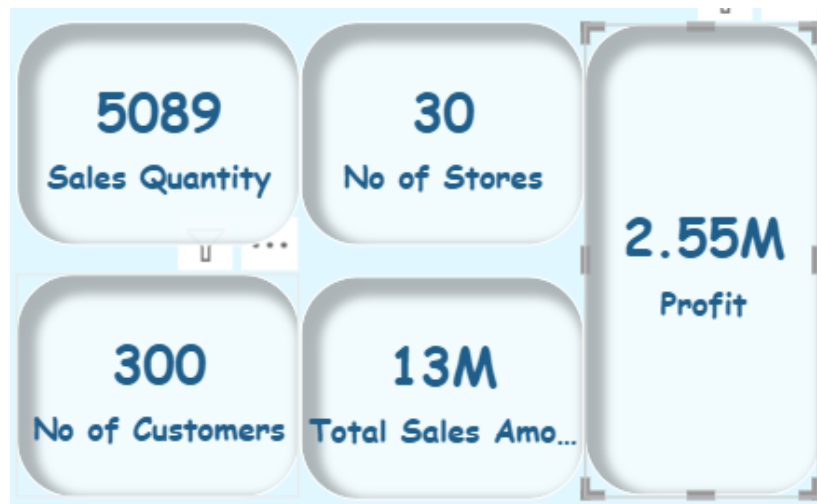 5089
Sales Quantity
30
No of Stores
2.55M
Profit
300
No of Customers
13M
Total Sales Amo...